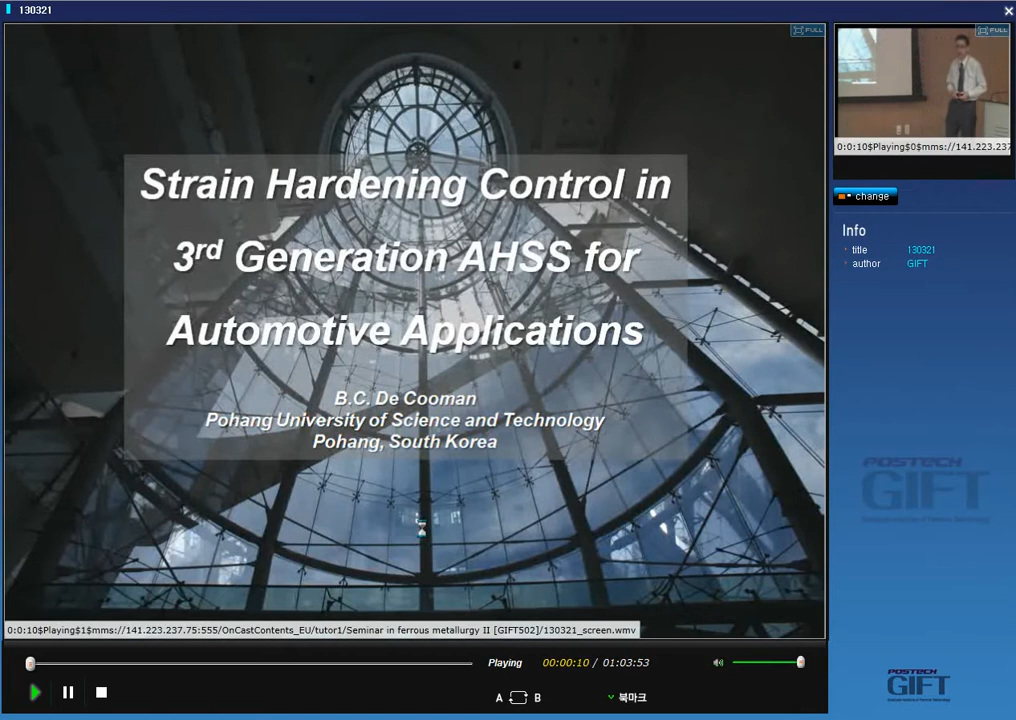 130321
FULL
FULL
Strain Hardening Control in
3rd Generation AHSS for
Automotive Applications
B.C. De Cooman
Pohang University of Science and Technology
Pohang, South Korea
0:0:10$Playing$0$mms://141.223.237
change
Info
title 130321
author GIFT
POSTECH
GIFT
0:0:10$Playing$1$mms://141.223.237.75:555/OnCastContents_EU/tutor1/Seminar in ferrous metallurgy II [GIFT502]/130321_screen.wmv
Playing 00:00:10 / 01:03:53
A B 북마크
POSTECH
GIFT